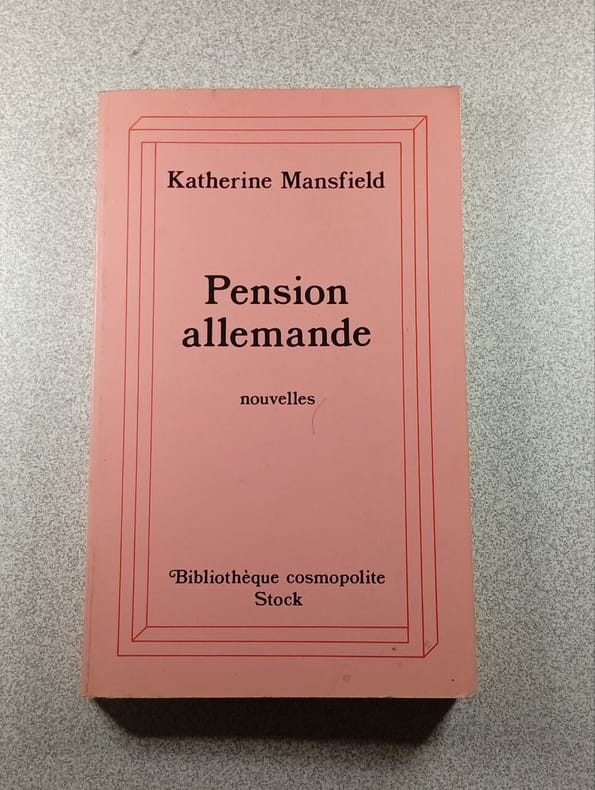 Katherine Mansfield
Pension
allemande
nouvelles
Bibliothèque cosmopolite
Stock